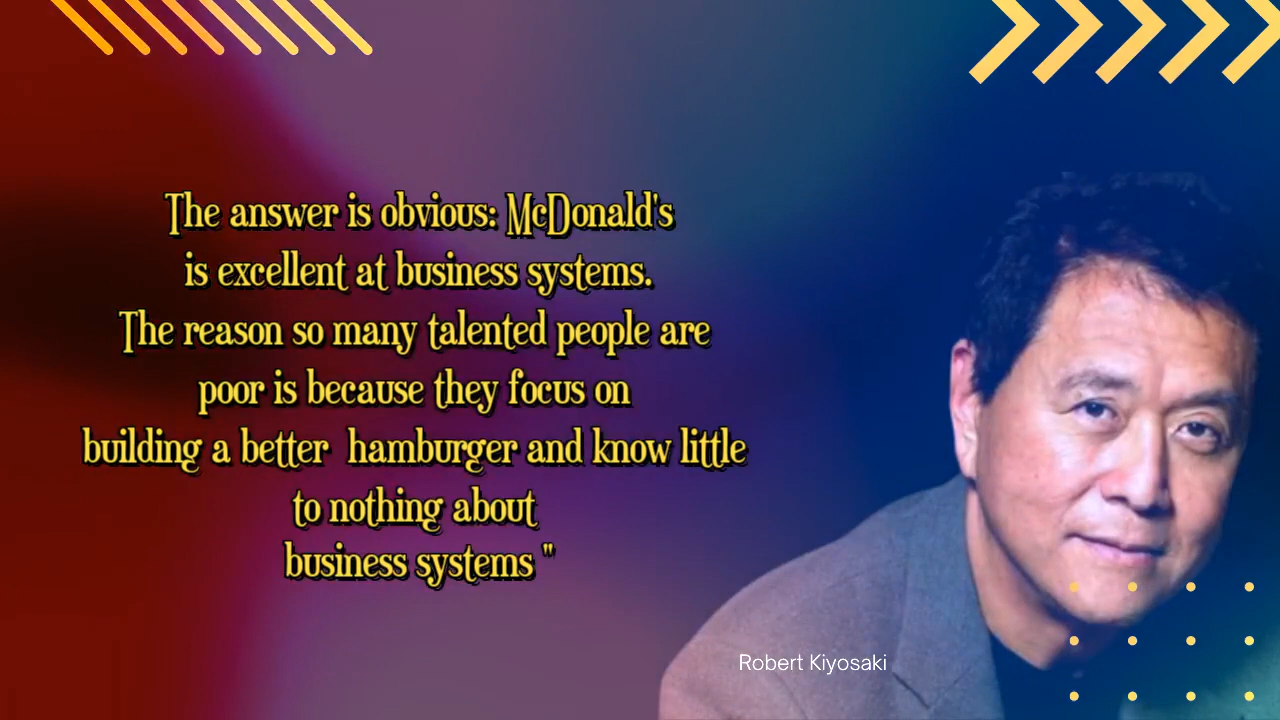 The answer is obvious: McDonald's
is excellent at business systems.
The reason so many talented people are
poor is because they focus on
building a better hamburger and know little
to nothing about
business systems "
Robert Kiyosaki